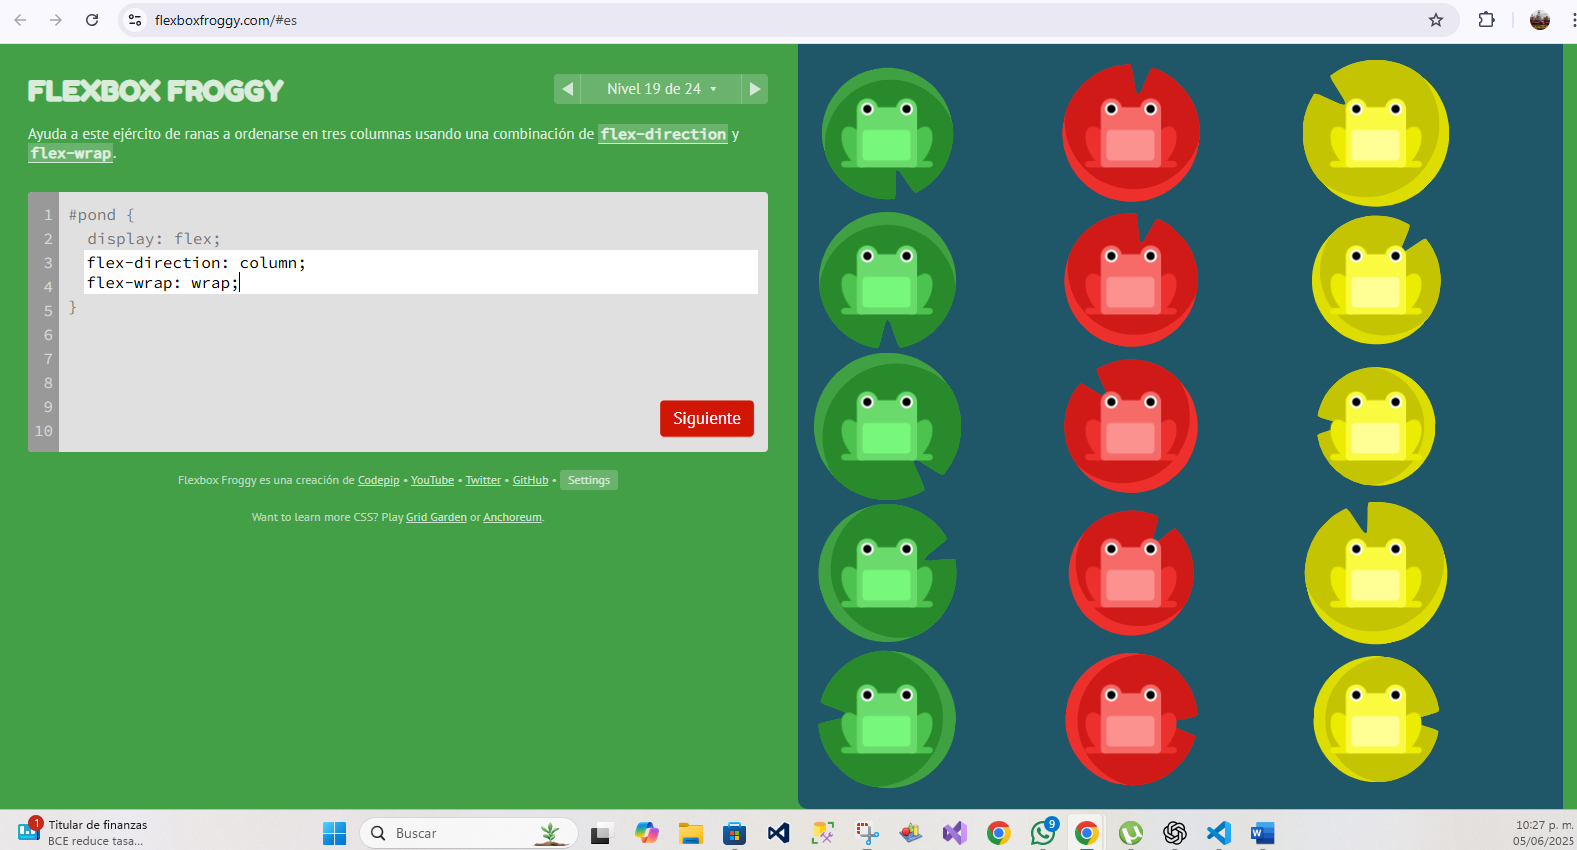 flexboxfroggy.com/#es
FLEXBOX FROGGY
Nivel 19 de 24
Ayuda a este ejército de ranas a ordenarse en tres columnas usando una combinación de flex-direction y
flex-wrap.
1 #pond {
2 display: flex;
3 flex-direction: column;
4 flex-wrap: wrap;
5 }
6
7
8
9
10
Siguiente
Flexbox Froggy es una creación de Codepip • YouTube • Twitter • GitHub • Settings
Want to learn more CSS? Play Grid Garden or Anchoreum.
1
Titular de finanzas
BCE reduce tasa...
Buscar
9
10:27 p. m.
05/06/2025